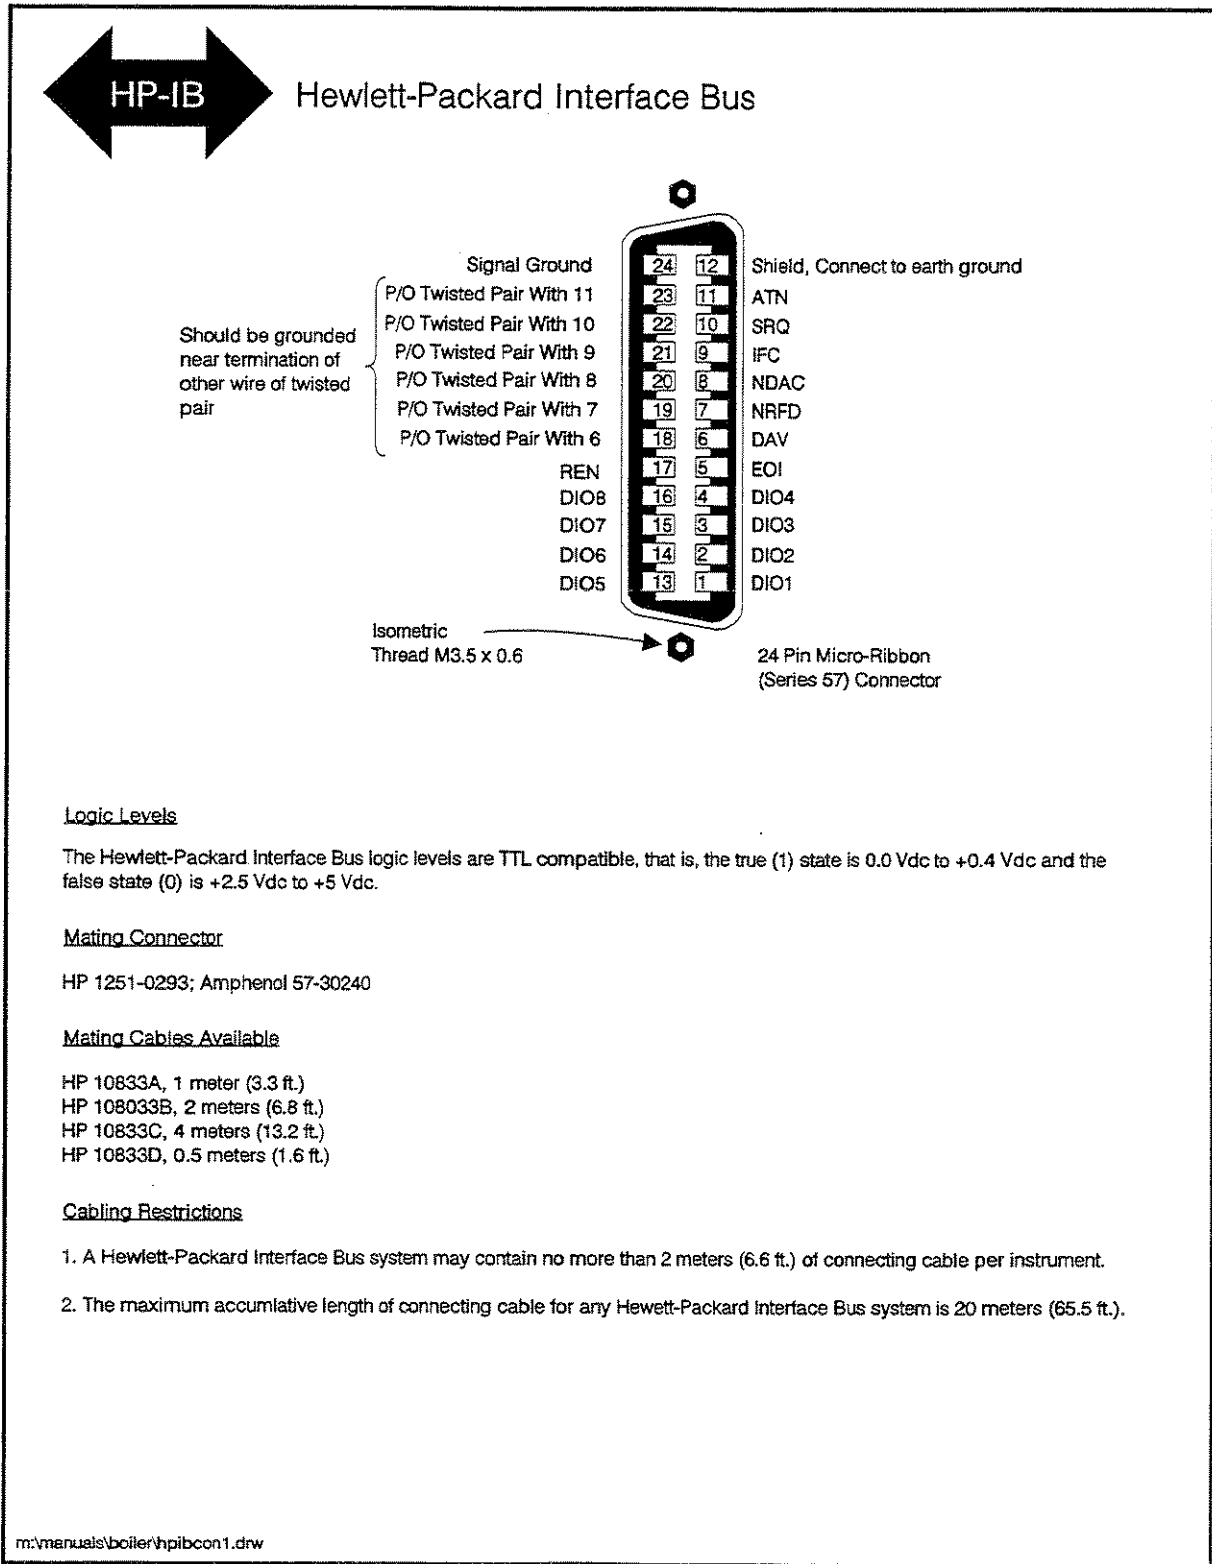 HP-IB
Hewlett-Packard Interface Bus
Signal Ground 24 12 Shield, Connect to earth ground
P/O Twisted Pair With 11 23 11 ATN
P/O Twisted Pair With 10 22 10 SRQ
P/O Twisted Pair With 9 21 9 IFC
P/O Twisted Pair With 8 20 8 NDAC
P/O Twisted Pair With 7 19 7 NRFD
P/O Twisted Pair With 6 18 6 DAV
Should be grounded
near termination of
other wire of twisted
pair
REN 17 5 EOI
DIO8 16 4 DIO4
DIO7 15 3 DIO3
DIO6 14 2 DIO2
DIO5 13 1 DIO1
Isometric
Thread M3.5 x 0.6
24 Pin Micro-Ribbon
(Series 57) Connector
Logic Levels
The Hewlett-Packard Interface Bus logic levels are TTL compatible, that is, the true (1) state is 0.0 Vdc to +0.4 Vdc and the
false state (0) is +2.5 Vdc to +5 Vdc.
Mating Connector
HP 1251-0293; Amphenol 57-30240
Mating Cables Available
HP 10833A, 1 meter (3.3 ft.)
HP 108033B, 2 meters (6.8 ft.)
HP 10833C, 4 meters (13.2 ft.)
HP 10833D, 0.5 meters (1.6 ft.)
Cabling Restrictions
1. A Hewlett-Packard Interface Bus system may contain no more than 2 meters (6.6 ft.) of connecting cable per instrument.
2. The maximum accumlative length of connecting cable for any Hewett-Packard Interface Bus system is 20 meters (65.5 ft.).
m:\manuals\boiler\hpibcon1.drw